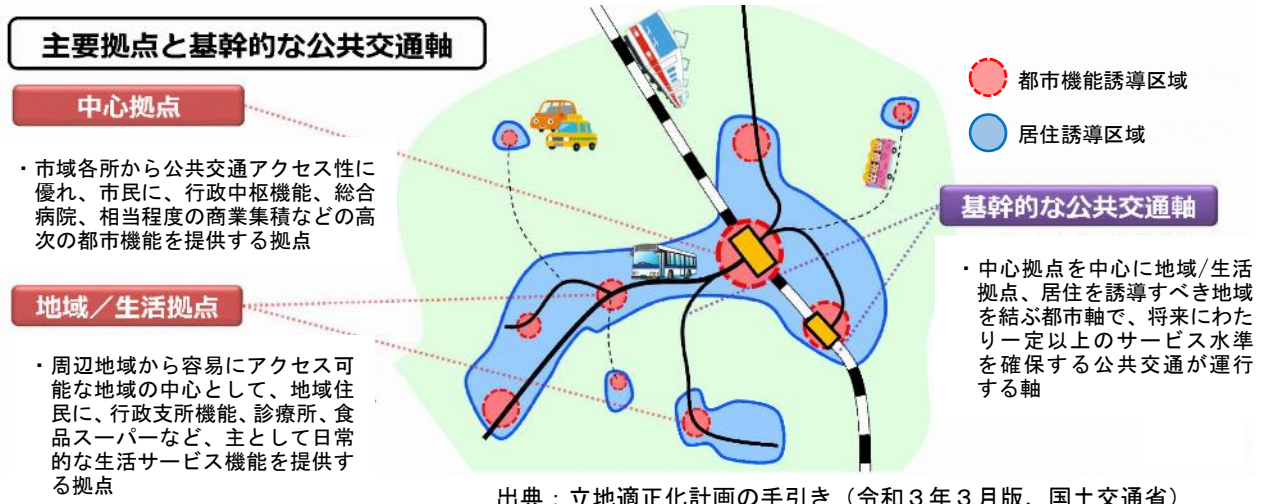 主要拠点と基幹的な公共交通軸
中心拠点
・市域各所から公共交通アクセス性に
優れ、市民に、行政中枢機能、総合
病院、相当程度の商業集積などの高
次の都市機能を提供する拠点
地域／生活拠点
・周辺地域から容易にアクセス可
能な地域の中心として、地域住
民に、行政支所機能、診療所、食
品スーパーなど、主として日常
的な生活サービス機能を提供す
る拠点
都市機能誘導区域
居住誘導区域
基幹的な公共交通軸
・中心拠点を中心に地域/生活
拠点、居住を誘導すべき地域
を結ぶ都市軸で、将来にわた
り一定以上のサービス水準
を確保する公共交通が運行
する軸
出典：立地適正化計画の手引き（令和３年３月版、国土交通省）